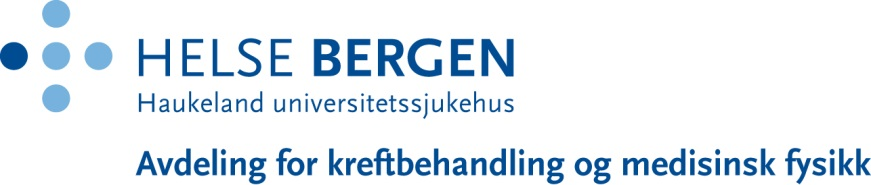 HELSE BERGEN
Haukeland universitetssjukehus
Avdeling for kreftbehandling og medisinsk fysikk